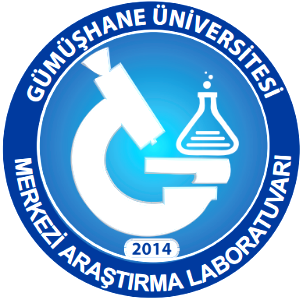 GÜMÜŞHANE ÜNİVERSİTESİ
2014
MERKEZİ ARAŞTIRMA LABORATUVARI